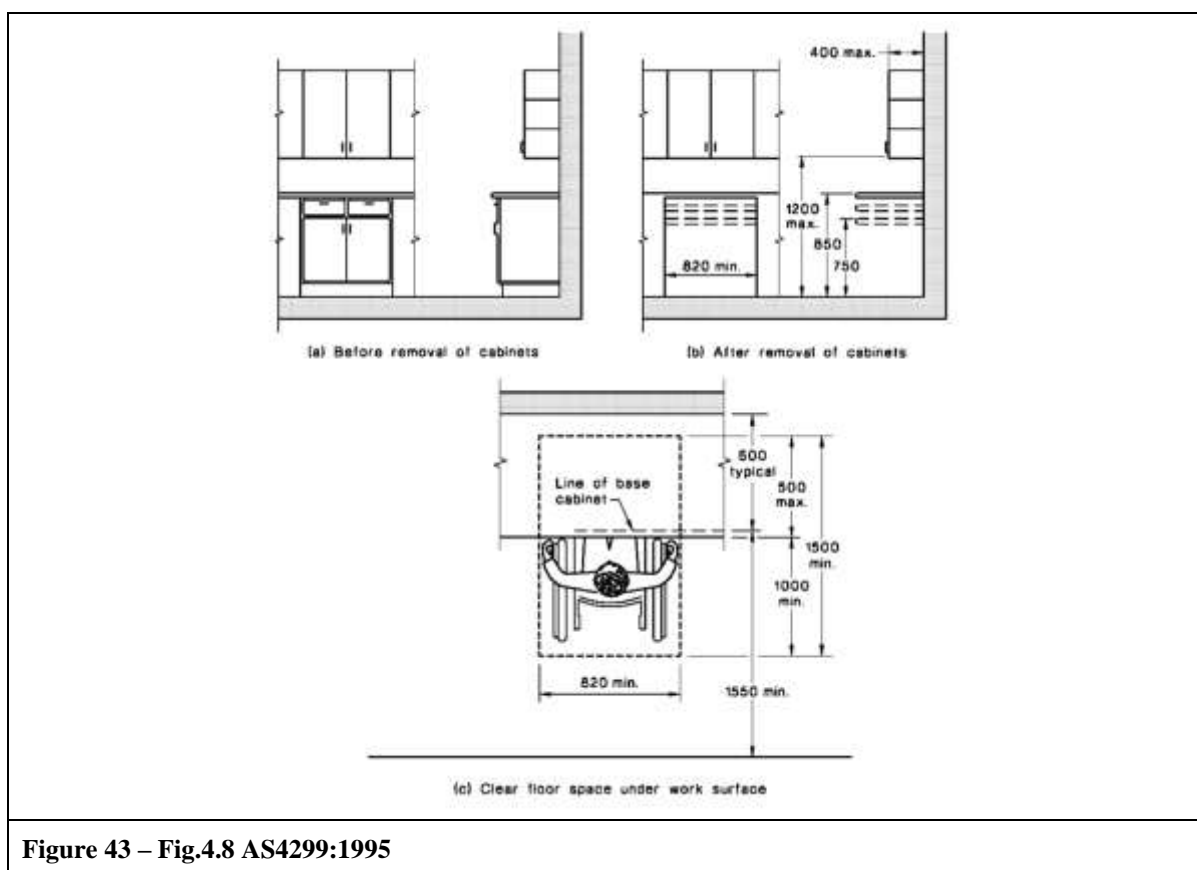 400 max.
1200
max.
850
750
820 min.
(a) Before removal of cabinets
(b) After removal of cabinets
600
typical
500
max.
Line of base
cabinet
1500
min.
1000
min.
820 min.
1550 min.
(c) Clear floor space under work surface
Figure 43 – Fig.4.8 AS4299:1995